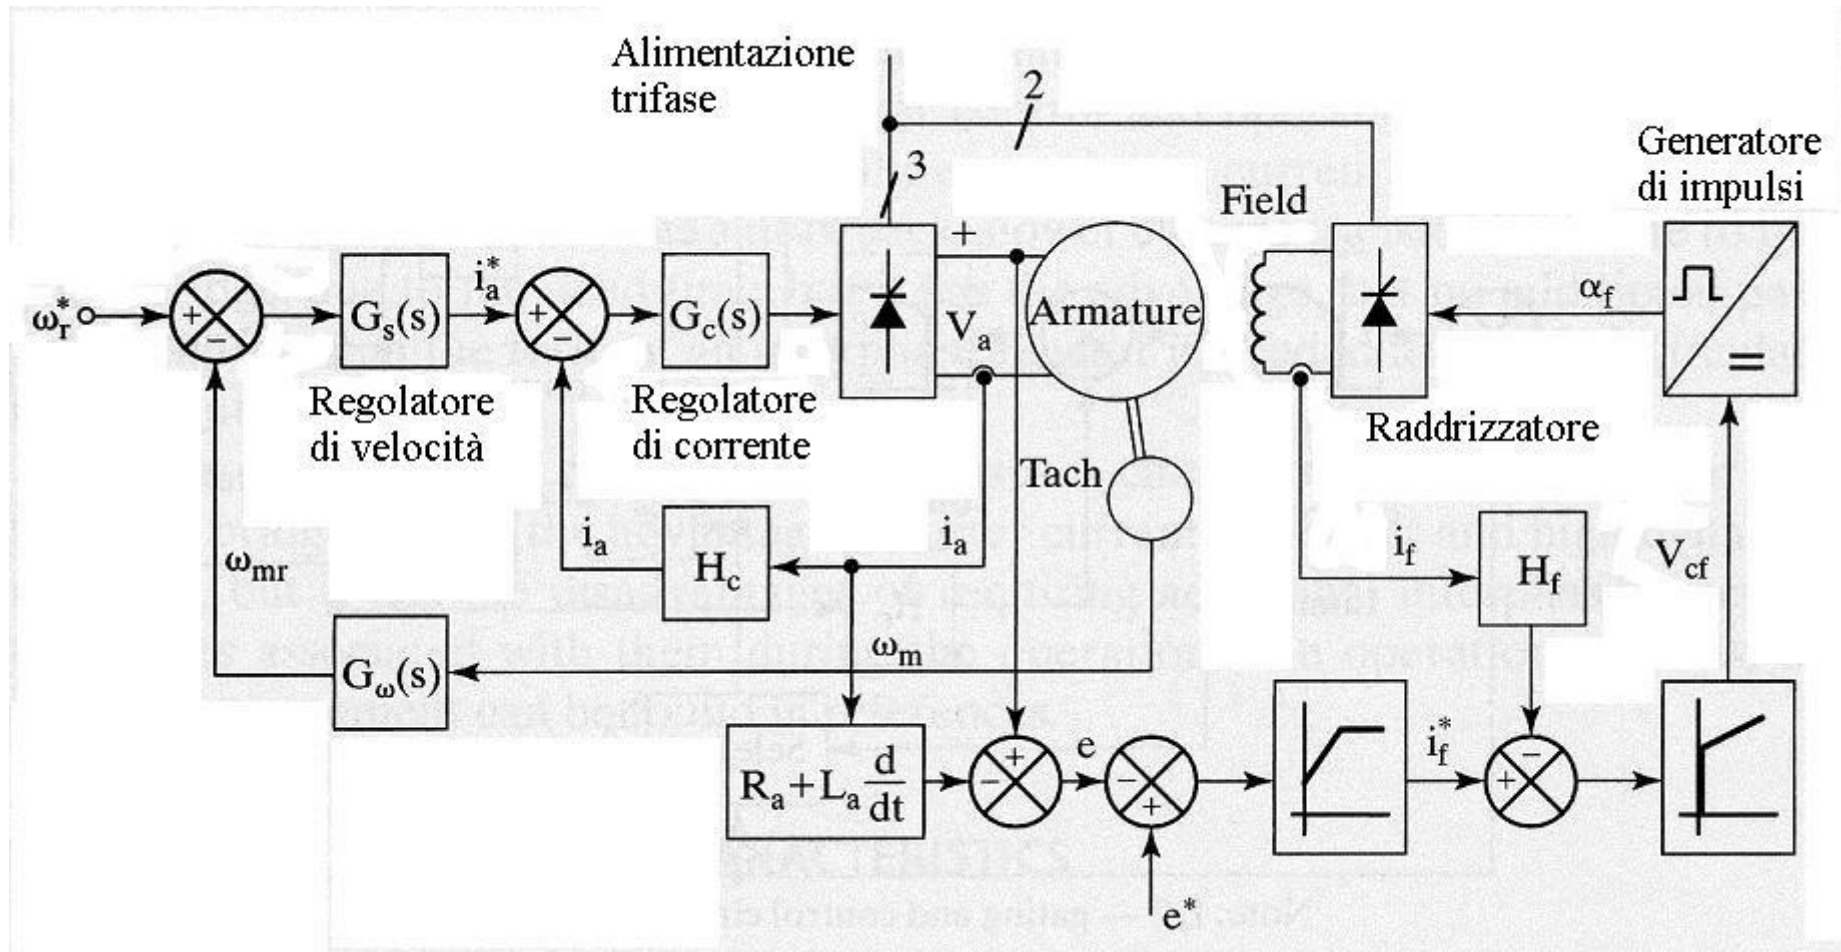 Alimentazione
trifase
2
3
Generatore
di impulsi
Field
+
ω*r
+
−
Gs(s)
i*a
+
−
Gc(s)
Va
Armature
αf
Regolatore
di velocità
Regolatore
di corrente
Raddrizzatore
Tach
ωmr
ia
Hc
ia
if
Hf
Vcf
Gω(s)
ωm
Ra+La d/dt
−
+
e
−
+
i*f
+
−
e*